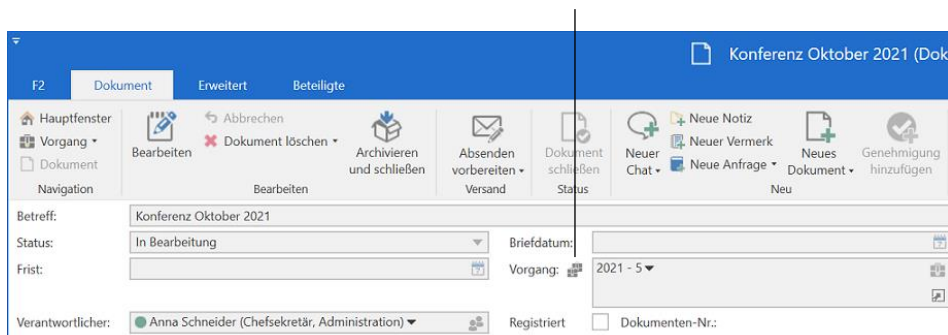 Konferenz Oktober 2021 (Dok
F2 Dokument Erweitert Beteiligte
Hauptfenster
Vorgang
Dokument
Navigation
Bearbeiten
Abbrechen
Dokument löschen
Archivieren
und schließen
Bearbeiten
Absenden
vorbereiten
Versand
Dokument
schließen
Status
Neuer
Chat
Neue Notiz
Neuer Vermerk
Neue Anfrage
Neues
Dokument
Genehmigung
hinzufügen
Neu
Betreff: Konferenz Oktober 2021
Status: In Bearbeitung Briefdatum:
Frist: Vorgang: 2021 - 5
Verantwortlicher: Anna Schneider (Chefsekretär, Administration) Registriert Dokumenten-Nr.: